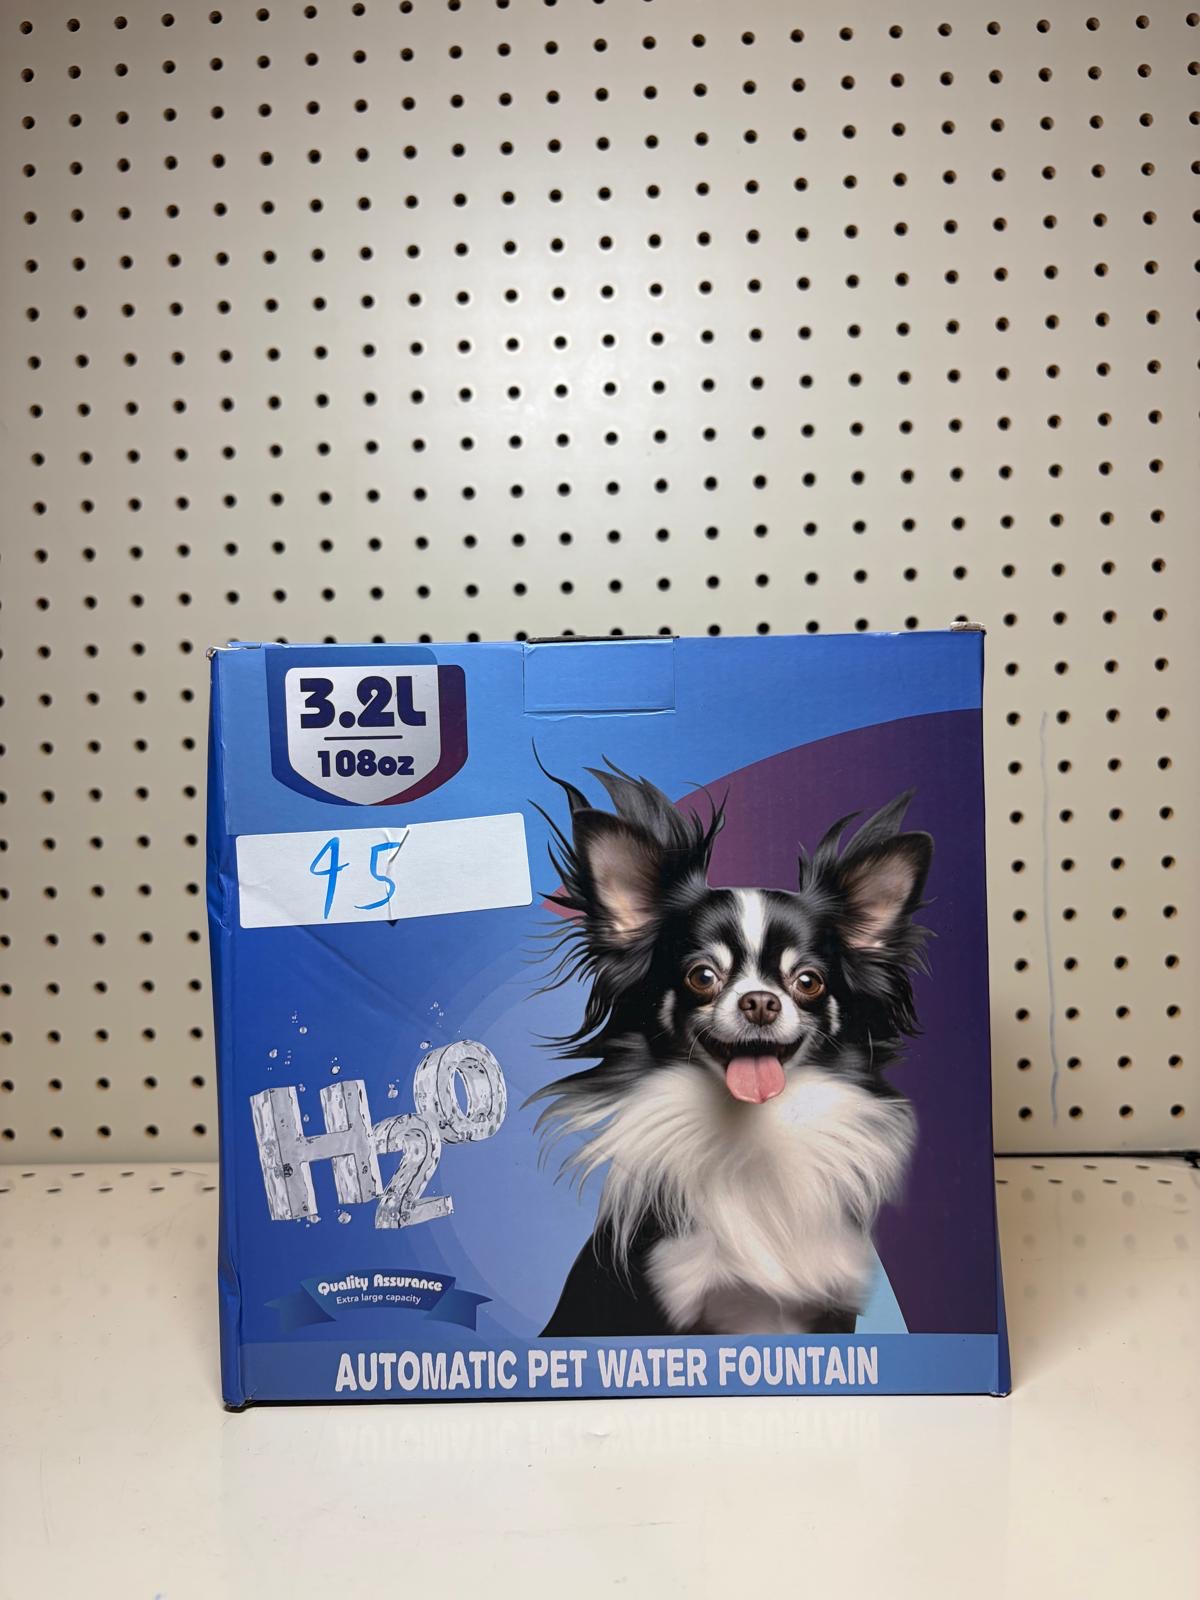 3.2L
108oz
45
H2O
Quality Assurance
Extra large capacity
AUTOMATIC PET WATER FOUNTAIN